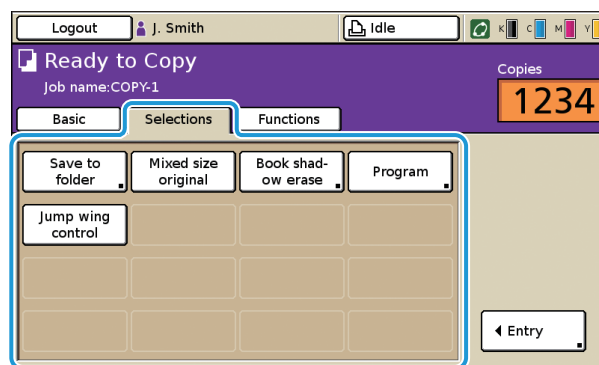 Logout
J. Smith
Idle
K C M Y
Ready to Copy
Job name:COPY-1
Copies
1234
Basic
Selections
Functions
Save to
folder
Mixed size
original
Book shad-
ow erase
Program
Jump wing
control
Entry